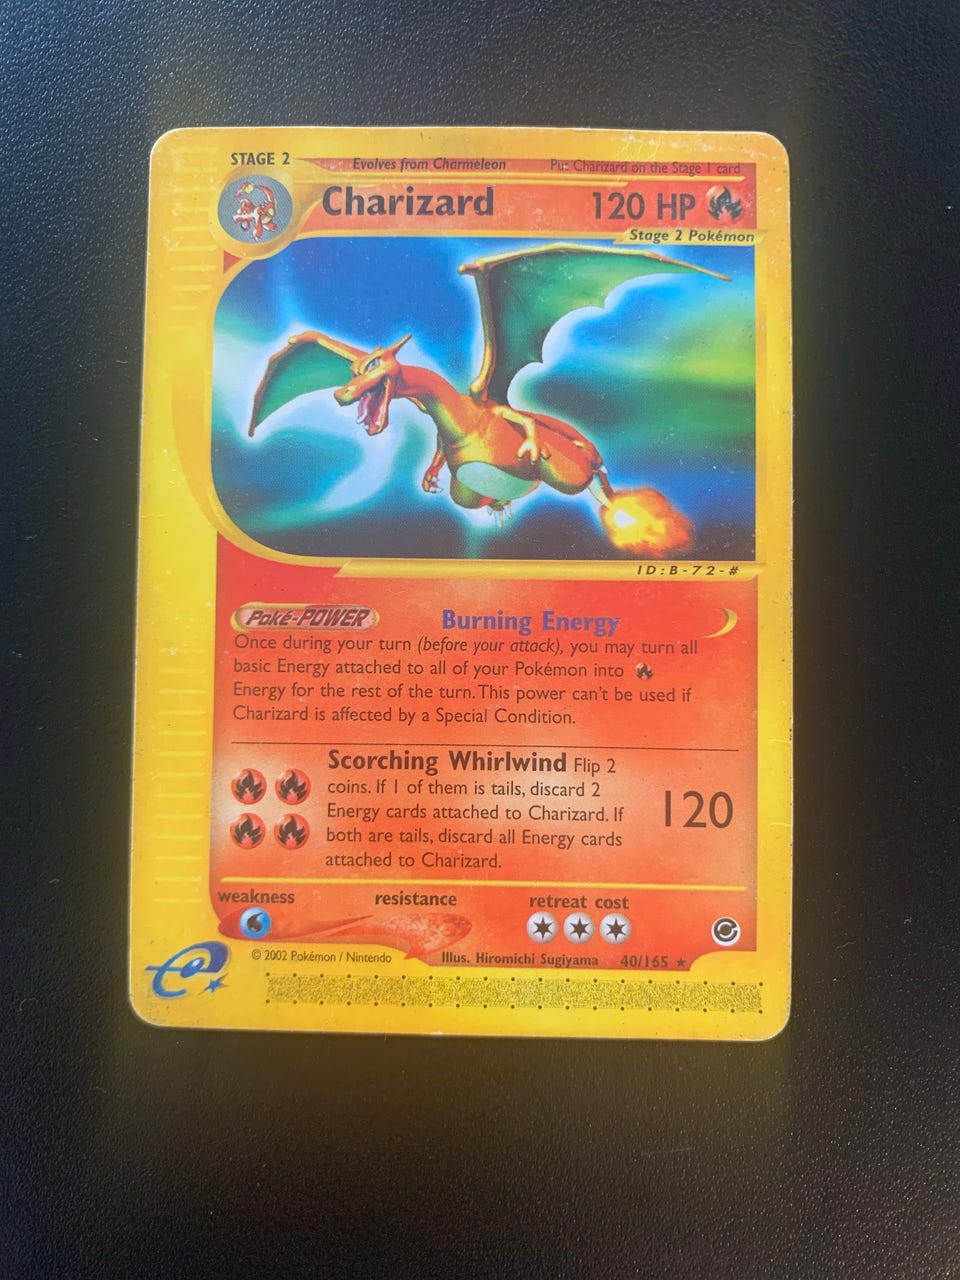 STAGE 2
Evolves from Charmeleon
Put Charizard on the Stage 1 card
Charizard
120 HP
Stage 2 Pokémon
ID:B-72-#
Poké-POWER
Burning Energy
Once during your turn (before your attack), you may turn all
basic Energy attached to all of your Pokémon into
Energy for the rest of the turn. This power can't be used if
Charizard is affected by a Special Condition.
Scorching Whirlwind Flip 2
coins. If 1 of them is tails, discard 2
Energy cards attached to Charizard. If
both are tails, discard all Energy cards
attached to Charizard.
120
weakness
resistance
retreat cost
© 2002 Pokémon / Nintendo
Illus. Hiromichi Sugiyama
40/165 ★
e